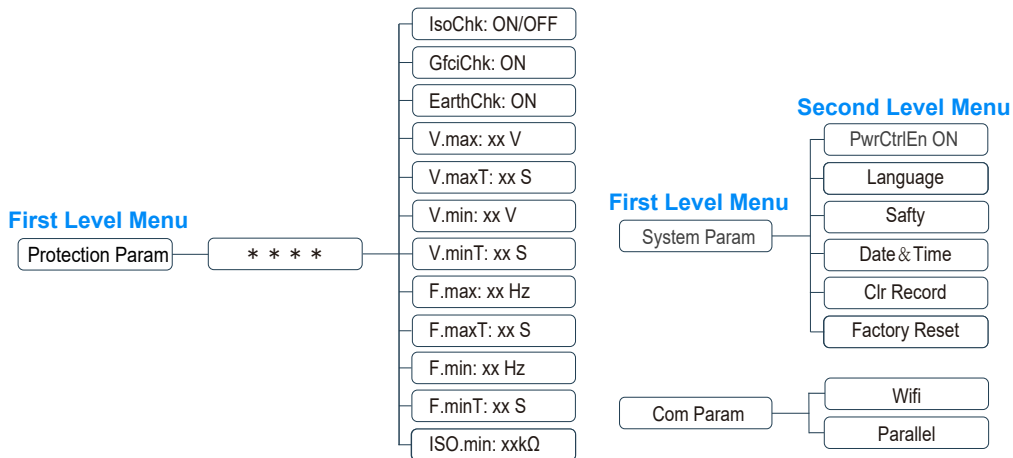 First Level Menu
Protection Param
* * * *
IsoChk: ON/OFF
GfciChk: ON
EarthChk: ON
V.max: xx V
V.maxT: xx S
V.min: xx V
V.minT: xx S
F.max: xx Hz
F.maxT: xx S
F.min: xx Hz
F.minT: xx S
ISO.min: xxkΩ
First Level Menu
System Param
Second Level Menu
PwrCtrlEn ON
Language
Safty
Date&Time
Clr Record
Factory Reset
Com Param
Wifi
Parallel